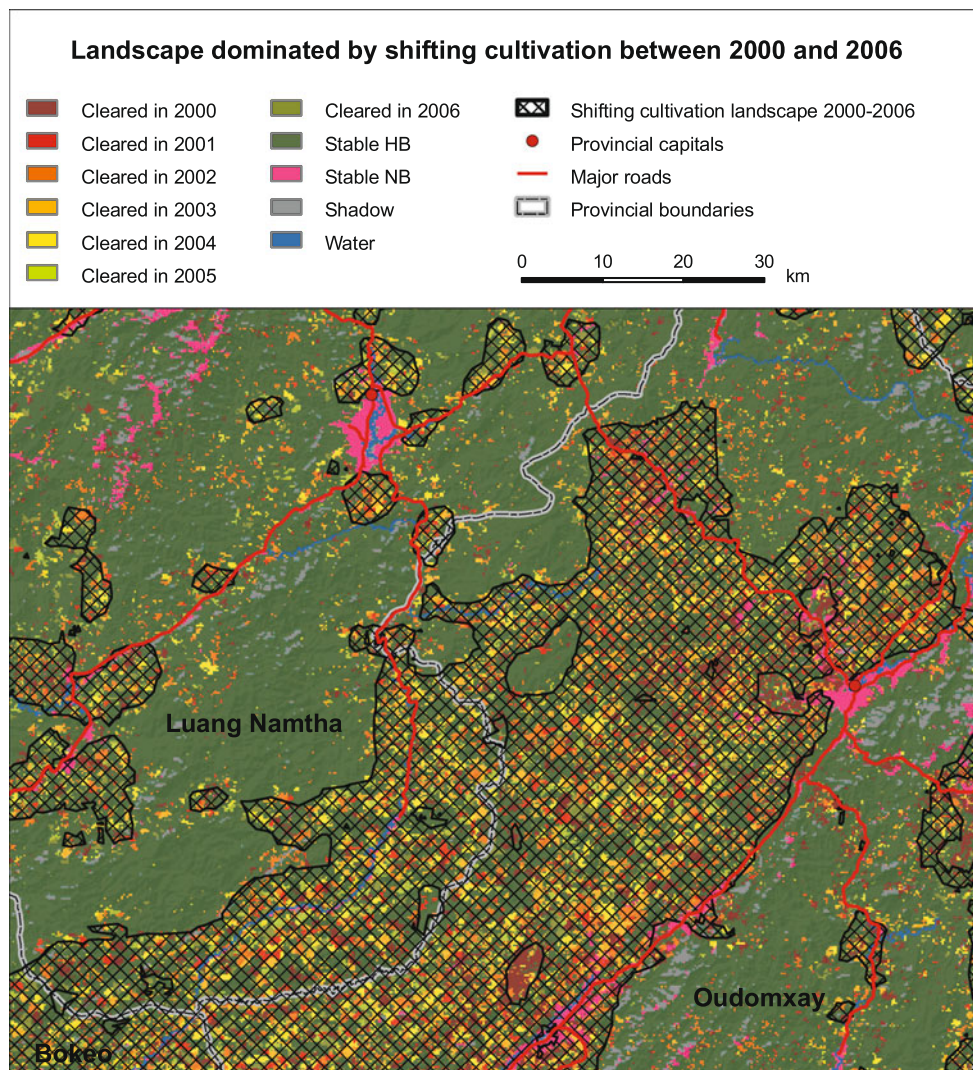 Landscape dominated by shifting cultivation between 2000 and 2006
Cleared in 2000
Cleared in 2001
Cleared in 2002
Cleared in 2003
Cleared in 2004
Cleared in 2005
Cleared in 2006
Stable HB
Stable NB
Shadow
Water
Shifting cultivation landscape 2000-2006
Provincial capitals
Major roads
Provincial boundaries
0 10 20 30
km
Luang Namtha
Oudomxay
Bokeo